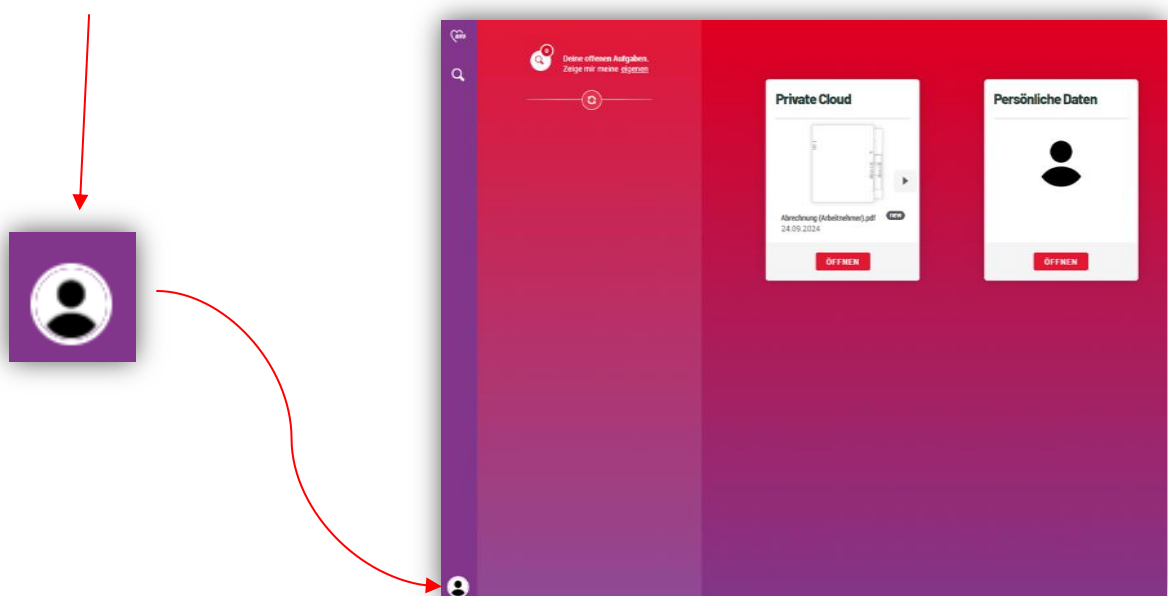 Deine offenen Aufgaben.
Zeige mir meine eigenen
Private Cloud
Abrechnung (Arbeitnehmer).pdf
new
24.09.2024
ÖFFNEN
Persönliche Daten
ÖFFNEN